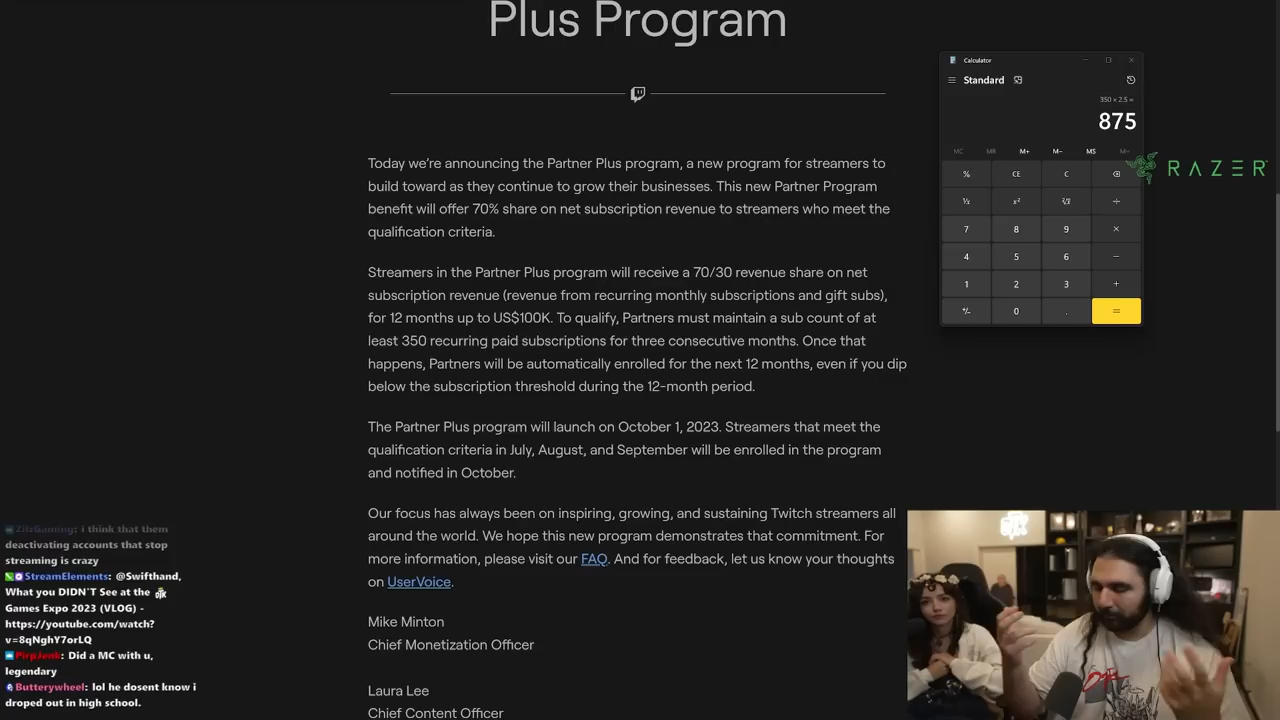 Plus Program
Today we're announcing the Partner Plus program, a new program for streamers to
build toward as they continue to grow their businesses. This new Partner Program
benefit will offer 70% share on net subscription revenue to streamers who meet the
qualification criteria.
Streamers in the Partner Plus program will receive a 70/30 revenue share on net
subscription revenue (revenue from recurring monthly subscriptions and gift subs),
for 12 months up to US$100K. To qualify, Partners must maintain a sub count of at
least 350 recurring paid subscriptions for three consecutive months. Once that
happens, Partners will be automatically enrolled for the next 12 months, even if you dip
below the subscription threshold during the 12-month period.
The Partner Plus program will launch on October 1, 2023. Streamers that meet the
qualification criteria in July, August, and September will be enrolled in the program
and notified in October.
Our focus has always been on inspiring, growing, and sustaining Twitch streamers all
around the world. We hope this new program demonstrates that commitment. For
more information, please visit our FAQ. And for feedback, let us know your thoughts
on UserVoice.
Mike Minton
Chief Monetization Officer
Laura Lee
Chief Content Officer
Calculator
Standard
350 × 2.5 =
875
MC MR M+ M− MS M˅
% CE C
¹⁄ₓ x² ²√x ÷
7 8 9 ×
4 5 6 −
1 2 3 +
+/− 0 . =
RAZER
ZitzGaming: i think that them
deactivating accounts that stop
streaming is crazy
StreamElements: @Swifthand,
What you DIDN'T See at the
Games Expo 2023 (VLOG) -
https://youtube.com/watch?
v=8qNghY7orLQ
PirpJenk: Did a MC with u,
legendary
Butterywheel: lol he dosent know i
droped out in high school.